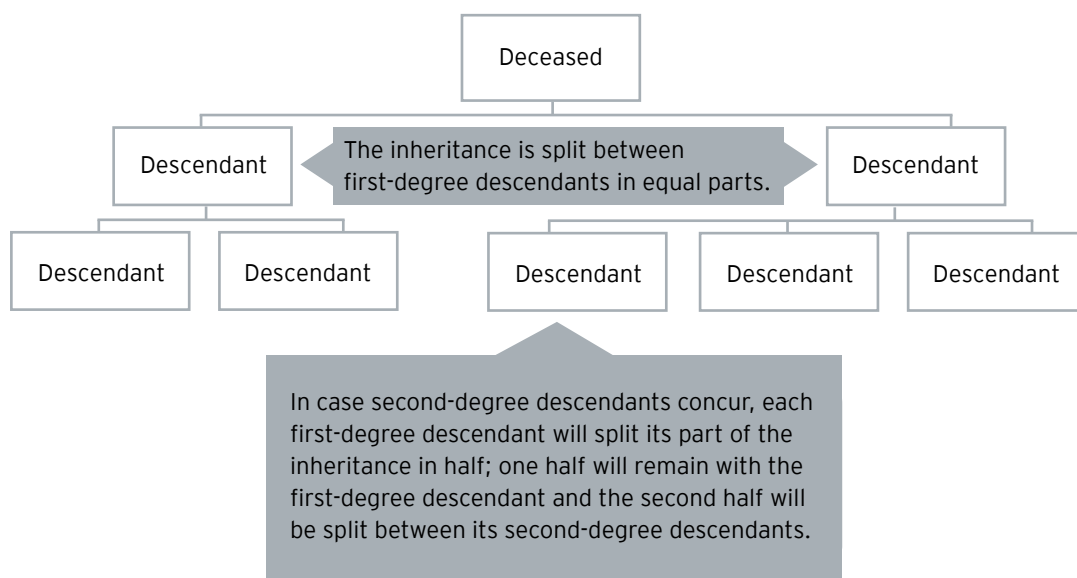 Deceased
Descendant
The inheritance is split between
first-degree descendants in equal parts.
Descendant
Descendant
Descendant
Descendant
Descendant
Descendant
In case second-degree descendants concur, each
first-degree descendant will split its part of the
inheritance in half; one half will remain with the
first-degree descendant and the second half will
be split between its second-degree descendants.